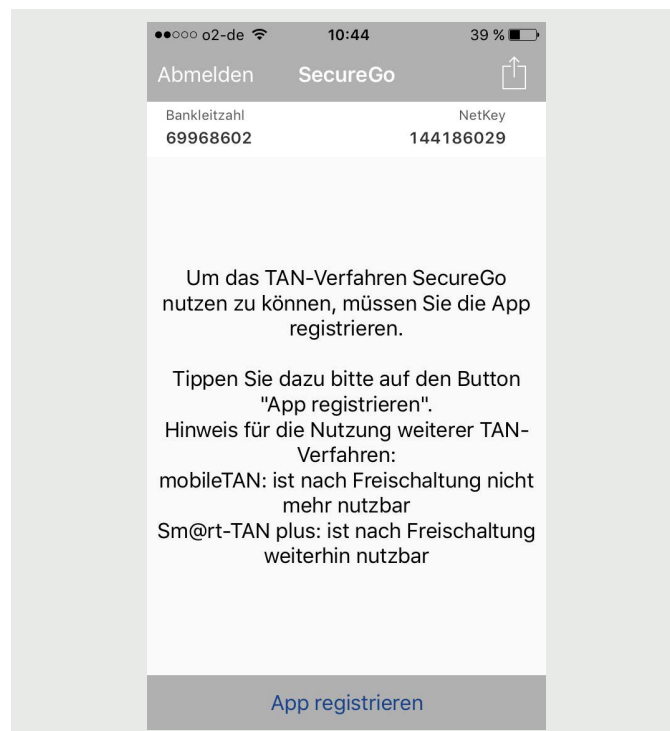 o2-de 10:44 39 %
Abmelden SecureGo
Bankleitzahl NetKey
69968602 144186029
Um das TAN-Verfahren SecureGo
nutzen zu können, müssen Sie die App
registrieren.
Tippen Sie dazu bitte auf den Button
"App registrieren".
Hinweis für die Nutzung weiterer TAN-
Verfahren:
mobileTAN: ist nach Freischaltung nicht
mehr nutzbar
Sm@rt-TAN plus: ist nach Freischaltung
weiterhin nutzbar
App registrieren